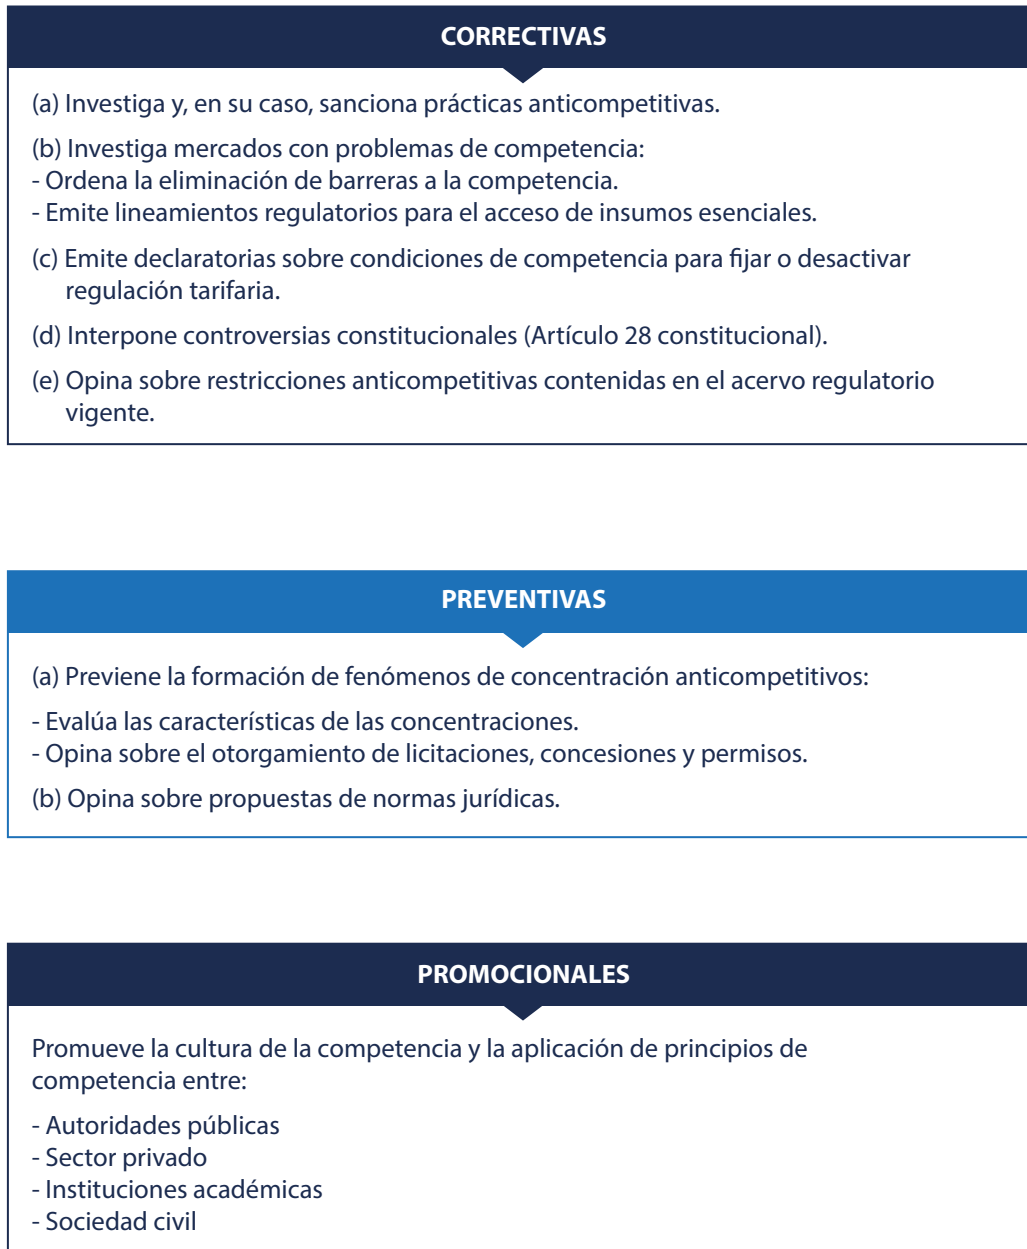 CORRECTIVAS
(a) Investiga y, en su caso, sanciona prácticas anticompetitivas.
(b) Investiga mercados con problemas de competencia:
- Ordena la eliminación de barreras a la competencia.
- Emite lineamientos regulatorios para el acceso de insumos esenciales.
(c) Emite declaratorias sobre condiciones de competencia para fijar o desactivar
regulación tarifaria.
(d) Interpone controversias constitucionales (Artículo 28 constitucional).
(e) Opina sobre restricciones anticompetitivas contenidas en el acervo regulatorio
vigente.
PREVENTIVAS
(a) Previene la formación de fenómenos de concentración anticompetitivos:
- Evalúa las características de las concentraciones.
- Opina sobre el otorgamiento de licitaciones, concesiones y permisos.
(b) Opina sobre propuestas de normas jurídicas.
PROMOCIONALES
Promueve la cultura de la competencia y la aplicación de principios de
competencia entre:
- Autoridades públicas
- Sector privado
- Instituciones académicas
- Sociedad civil